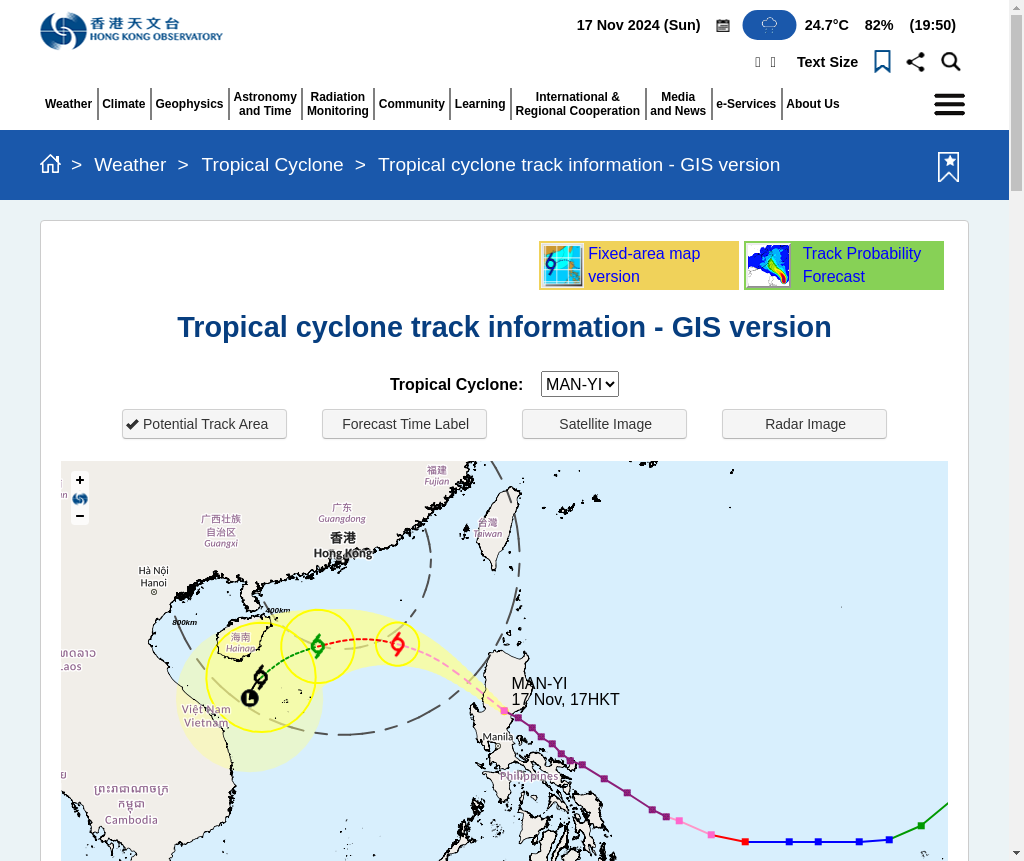 香港天文台
HONG KONG OBSERVATORY
17 Nov 2024 (Sun)
24.7°C
82%
(19:50)
Text Size
Weather
Climate
Geophysics
Astronomy
and Time
Radiation
Monitoring
Community
Learning
International &
Regional Cooperation
Media
and News
e-Services
About Us
> Weather > Tropical Cyclone > Tropical cyclone track information - GIS version
Fixed-area map
version
Track Probability
Forecast
Tropical cyclone track information - GIS version
Tropical Cyclone:
MAN-YI
Potential Track Area
Forecast Time Label
Satellite Image
Radar Image
+
−
福建
Fujian
广东
Guangdong
广西壮族
自治区
Guangxi
香港
Hong Kong
台灣
Taiwan
Hà Nội
Hanoi
400km
800km
海南
Hainan
L
MAN-YI
17 Nov, 17HKT
Việt Nam
Vietnam
Manila
Philippines
ព្រះរាជាណាចក្រ
កម្ពុជា
Cambodia